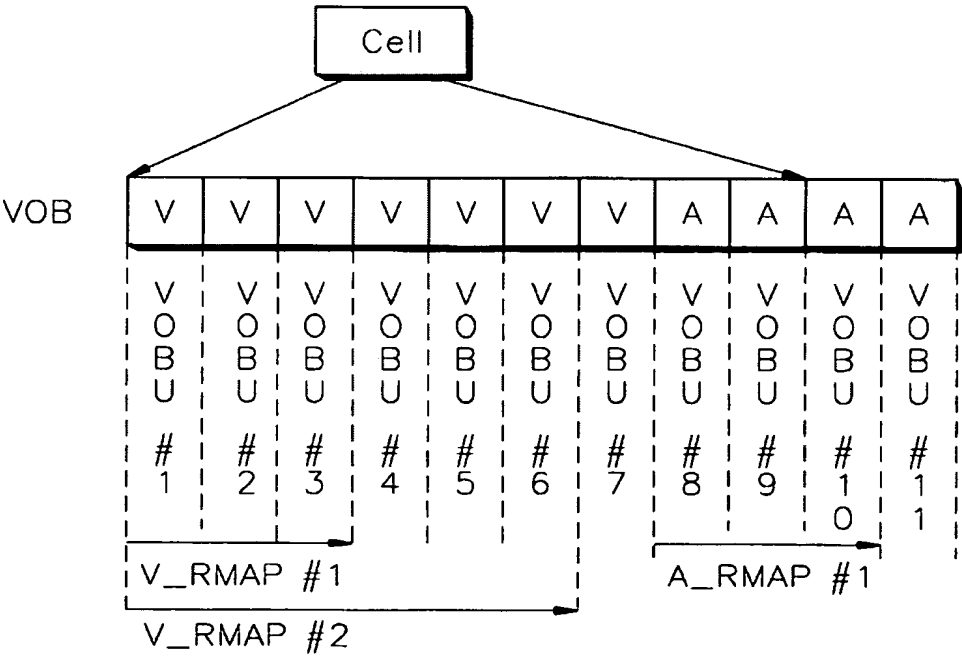 Cell
VOB V V V V V V V A A A A
VOBU #1
VOBU #2
VOBU #3
VOBU #4
VOBU #5
VOBU #6
VOBU #7
VOBU #8
VOBU #9
VOBU #10
VOBU #11
V_RMAP #1
A_RMAP #1
V_RMAP #2